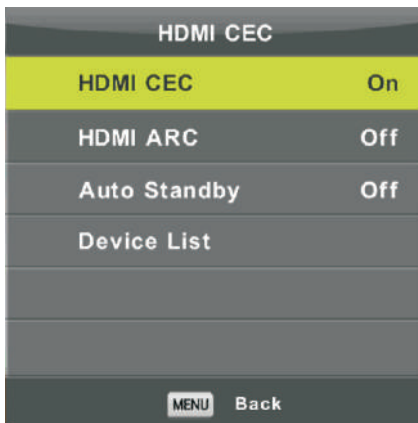 HDMI CEC
HDMI CEC On
HDMI ARC Off
Auto Standby Off
Device List
MENU Back